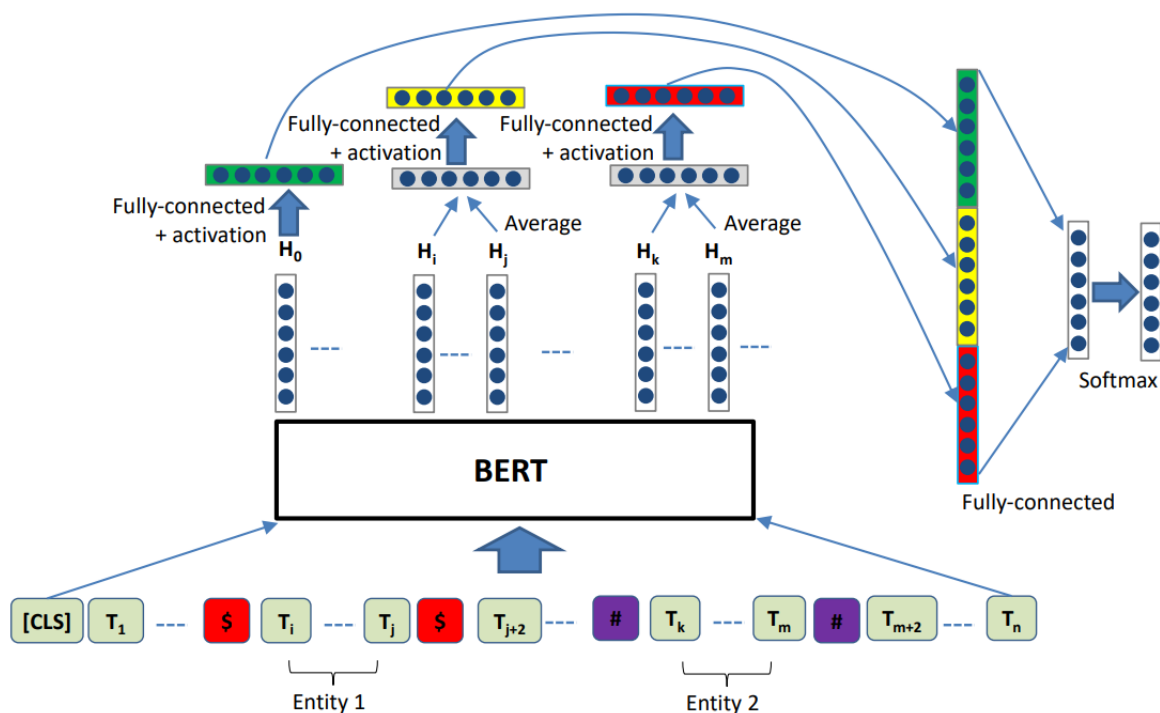 Fully-connected
+ activation
Fully-connected
+ activation
Fully-connected
+ activation
Average
Average
H0
Hi
Hj
Hk
Hm
Softmax
BERT
Fully-connected
[CLS] T1 $ Ti Tj $ Tj+2 # Tk Tm # Tm+2 Tn
Entity 1
Entity 2